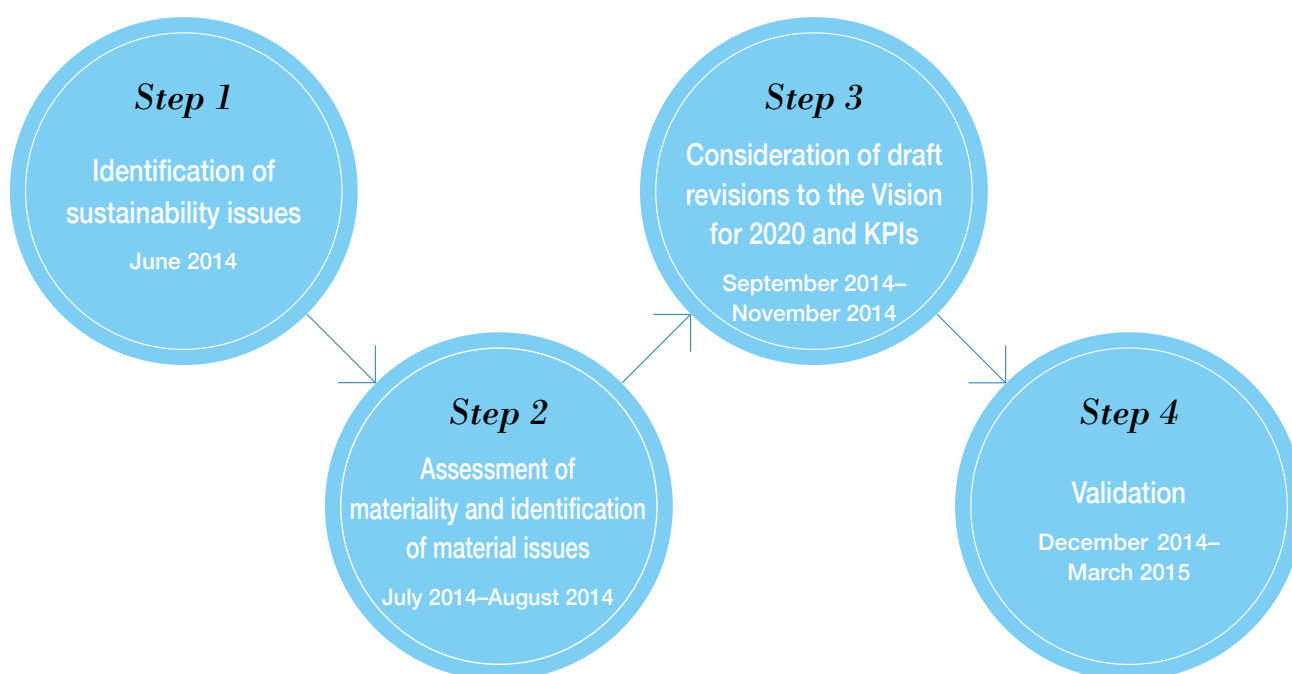 Step 1
Identification of
sustainability issues
June 2014
Step 2
Assessment of
materiality and identification
of material issues
July 2014–August 2014
Step 3
Consideration of draft
revisions to the Vision
for 2020 and KPIs
September 2014–
November 2014
Step 4
Validation
December 2014–
March 2015